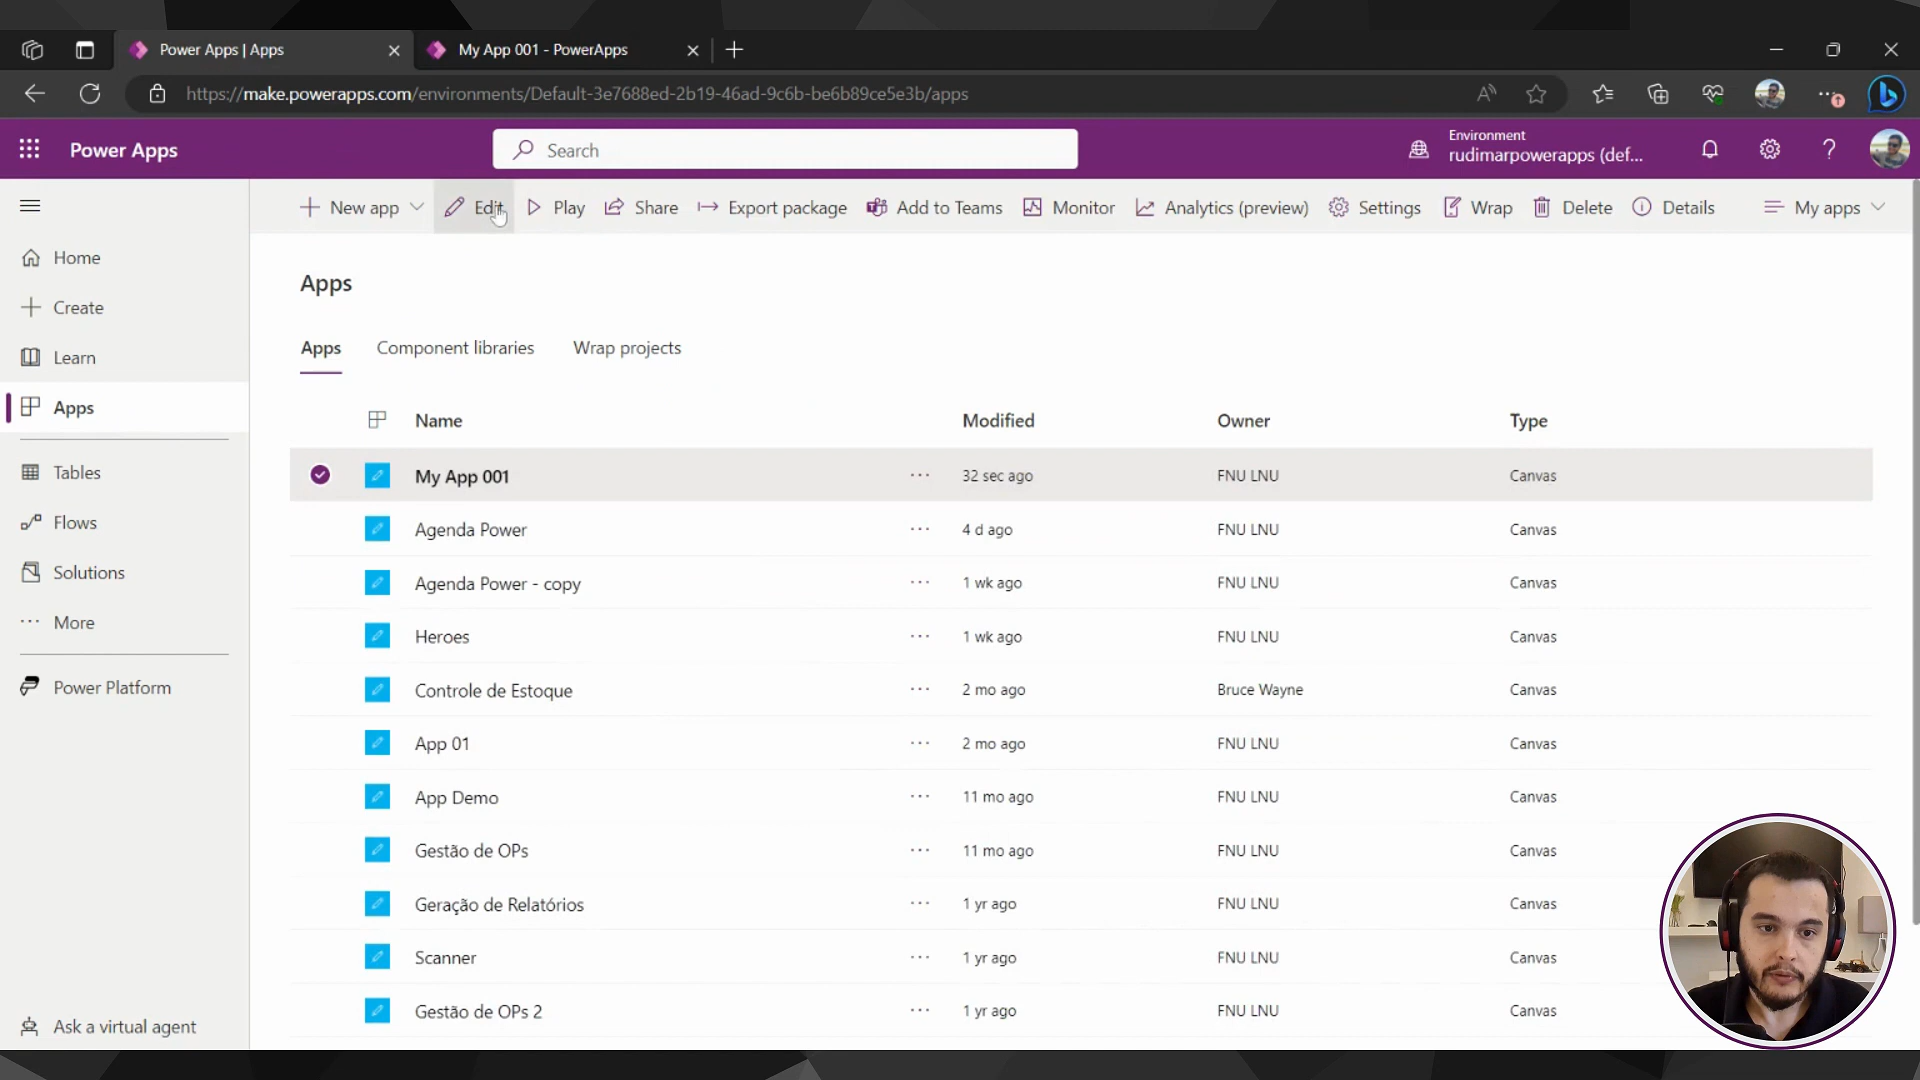 Power Apps | Apps
My App 001 - PowerApps
https://make.powerapps.com/environments/Default-3e7688ed-2b19-46ad-9c6b-be6b89ce5e3b/apps
Power Apps
Search
Environment
rudimarpowerapps (def...
New app
Edit
Play
Share
Export package
Add to Teams
Monitor
Analytics (preview)
Settings
Wrap
Delete
Details
My apps
Home
Create
Learn
Apps
Tables
Flows
Solutions
More
Power Platform
Ask a virtual agent
Apps
Apps Component libraries Wrap projects
Name Modified Owner Type
My App 001 ··· 32 sec ago FNU LNU Canvas
Agenda Power ··· 4 d ago FNU LNU Canvas
Agenda Power - copy ··· 1 wk ago FNU LNU Canvas
Heroes ··· 1 wk ago FNU LNU Canvas
Controle de Estoque ··· 2 mo ago Bruce Wayne Canvas
App 01 ··· 2 mo ago FNU LNU Canvas
App Demo ··· 11 mo ago FNU LNU Canvas
Gestão de OPs ··· 11 mo ago FNU LNU Canvas
Geração de Relatórios ··· 1 yr ago FNU LNU Canvas
Scanner ··· 1 yr ago FNU LNU Canvas
Gestão de OPs 2 ··· 1 yr ago FNU LNU Canvas